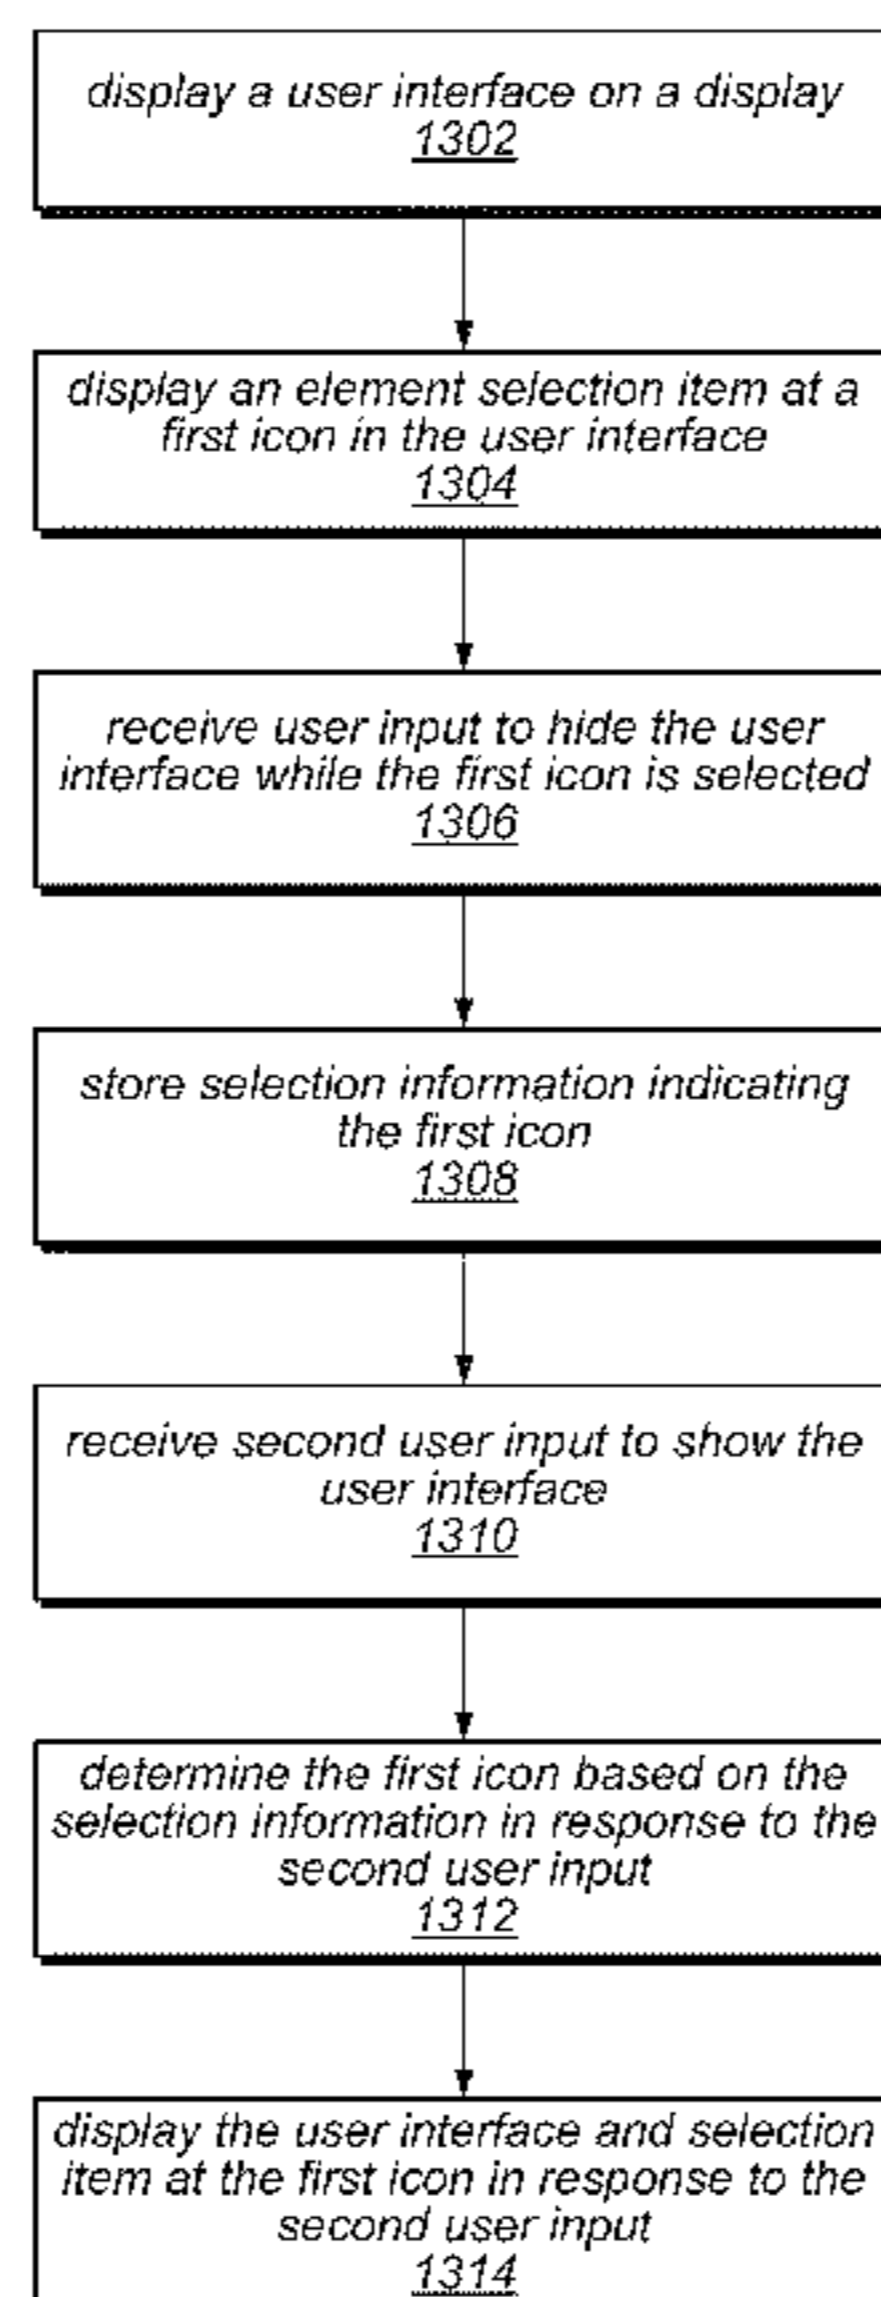 display a user interface on a display
1302
display an element selection item at a
first icon in the user interface
1304
receive user input to hide the user
interface while the first icon is selected
1306
store selection information indicating
the first icon
1308
receive second user input to show the
user interface
1310
determine the first icon based on the
selection information in response to the
second user input
1312
display the user interface and selection
item at the first icon in response to the
second user input
1314